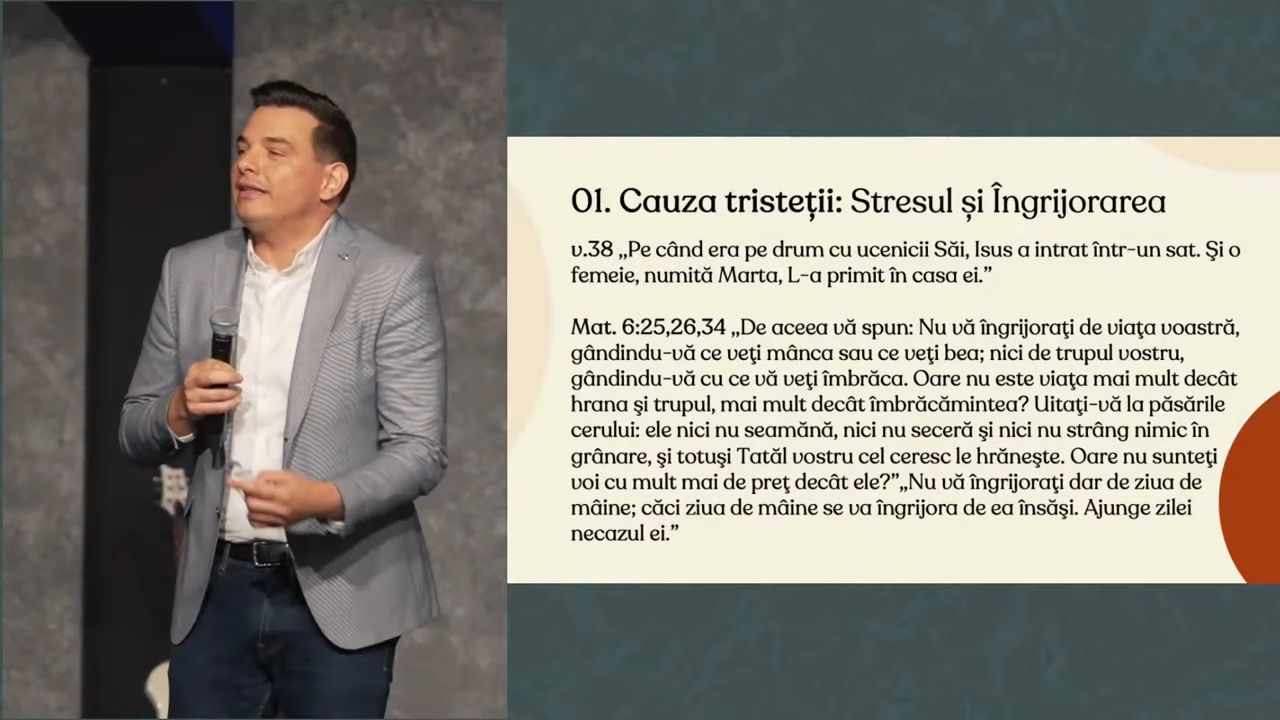 01. Cauza tristeții: Stresul și Îngrijorarea
v.38 „Pe când era pe drum cu ucenicii Săi, Isus a intrat într-un sat. Şi o
femeie, numită Marta, L-a primit în casa ei.”
Mat. 6:25,26,34 „De aceea vă spun: Nu vă îngrijoraţi de viaţa voastră,
gândindu-vă ce veţi mânca sau ce veţi bea; nici de trupul vostru,
gândindu-vă cu ce vă veţi îmbrăca. Oare nu este viaţa mai mult decât
hrana şi trupul, mai mult decât îmbrăcămintea? Uitaţi-vă la păsările
cerului: ele nici nu seamănă, nici nu seceră şi nici nu strâng nimic în
grânare, şi totuşi Tatăl vostru cel ceresc le hrăneşte. Oare nu sunteţi
voi cu mult mai de preţ decât ele?”„Nu vă îngrijoraţi dar de ziua de
mâine; căci ziua de mâine se va îngrijora de ea însăşi. Ajunge zilei
necazul ei.”